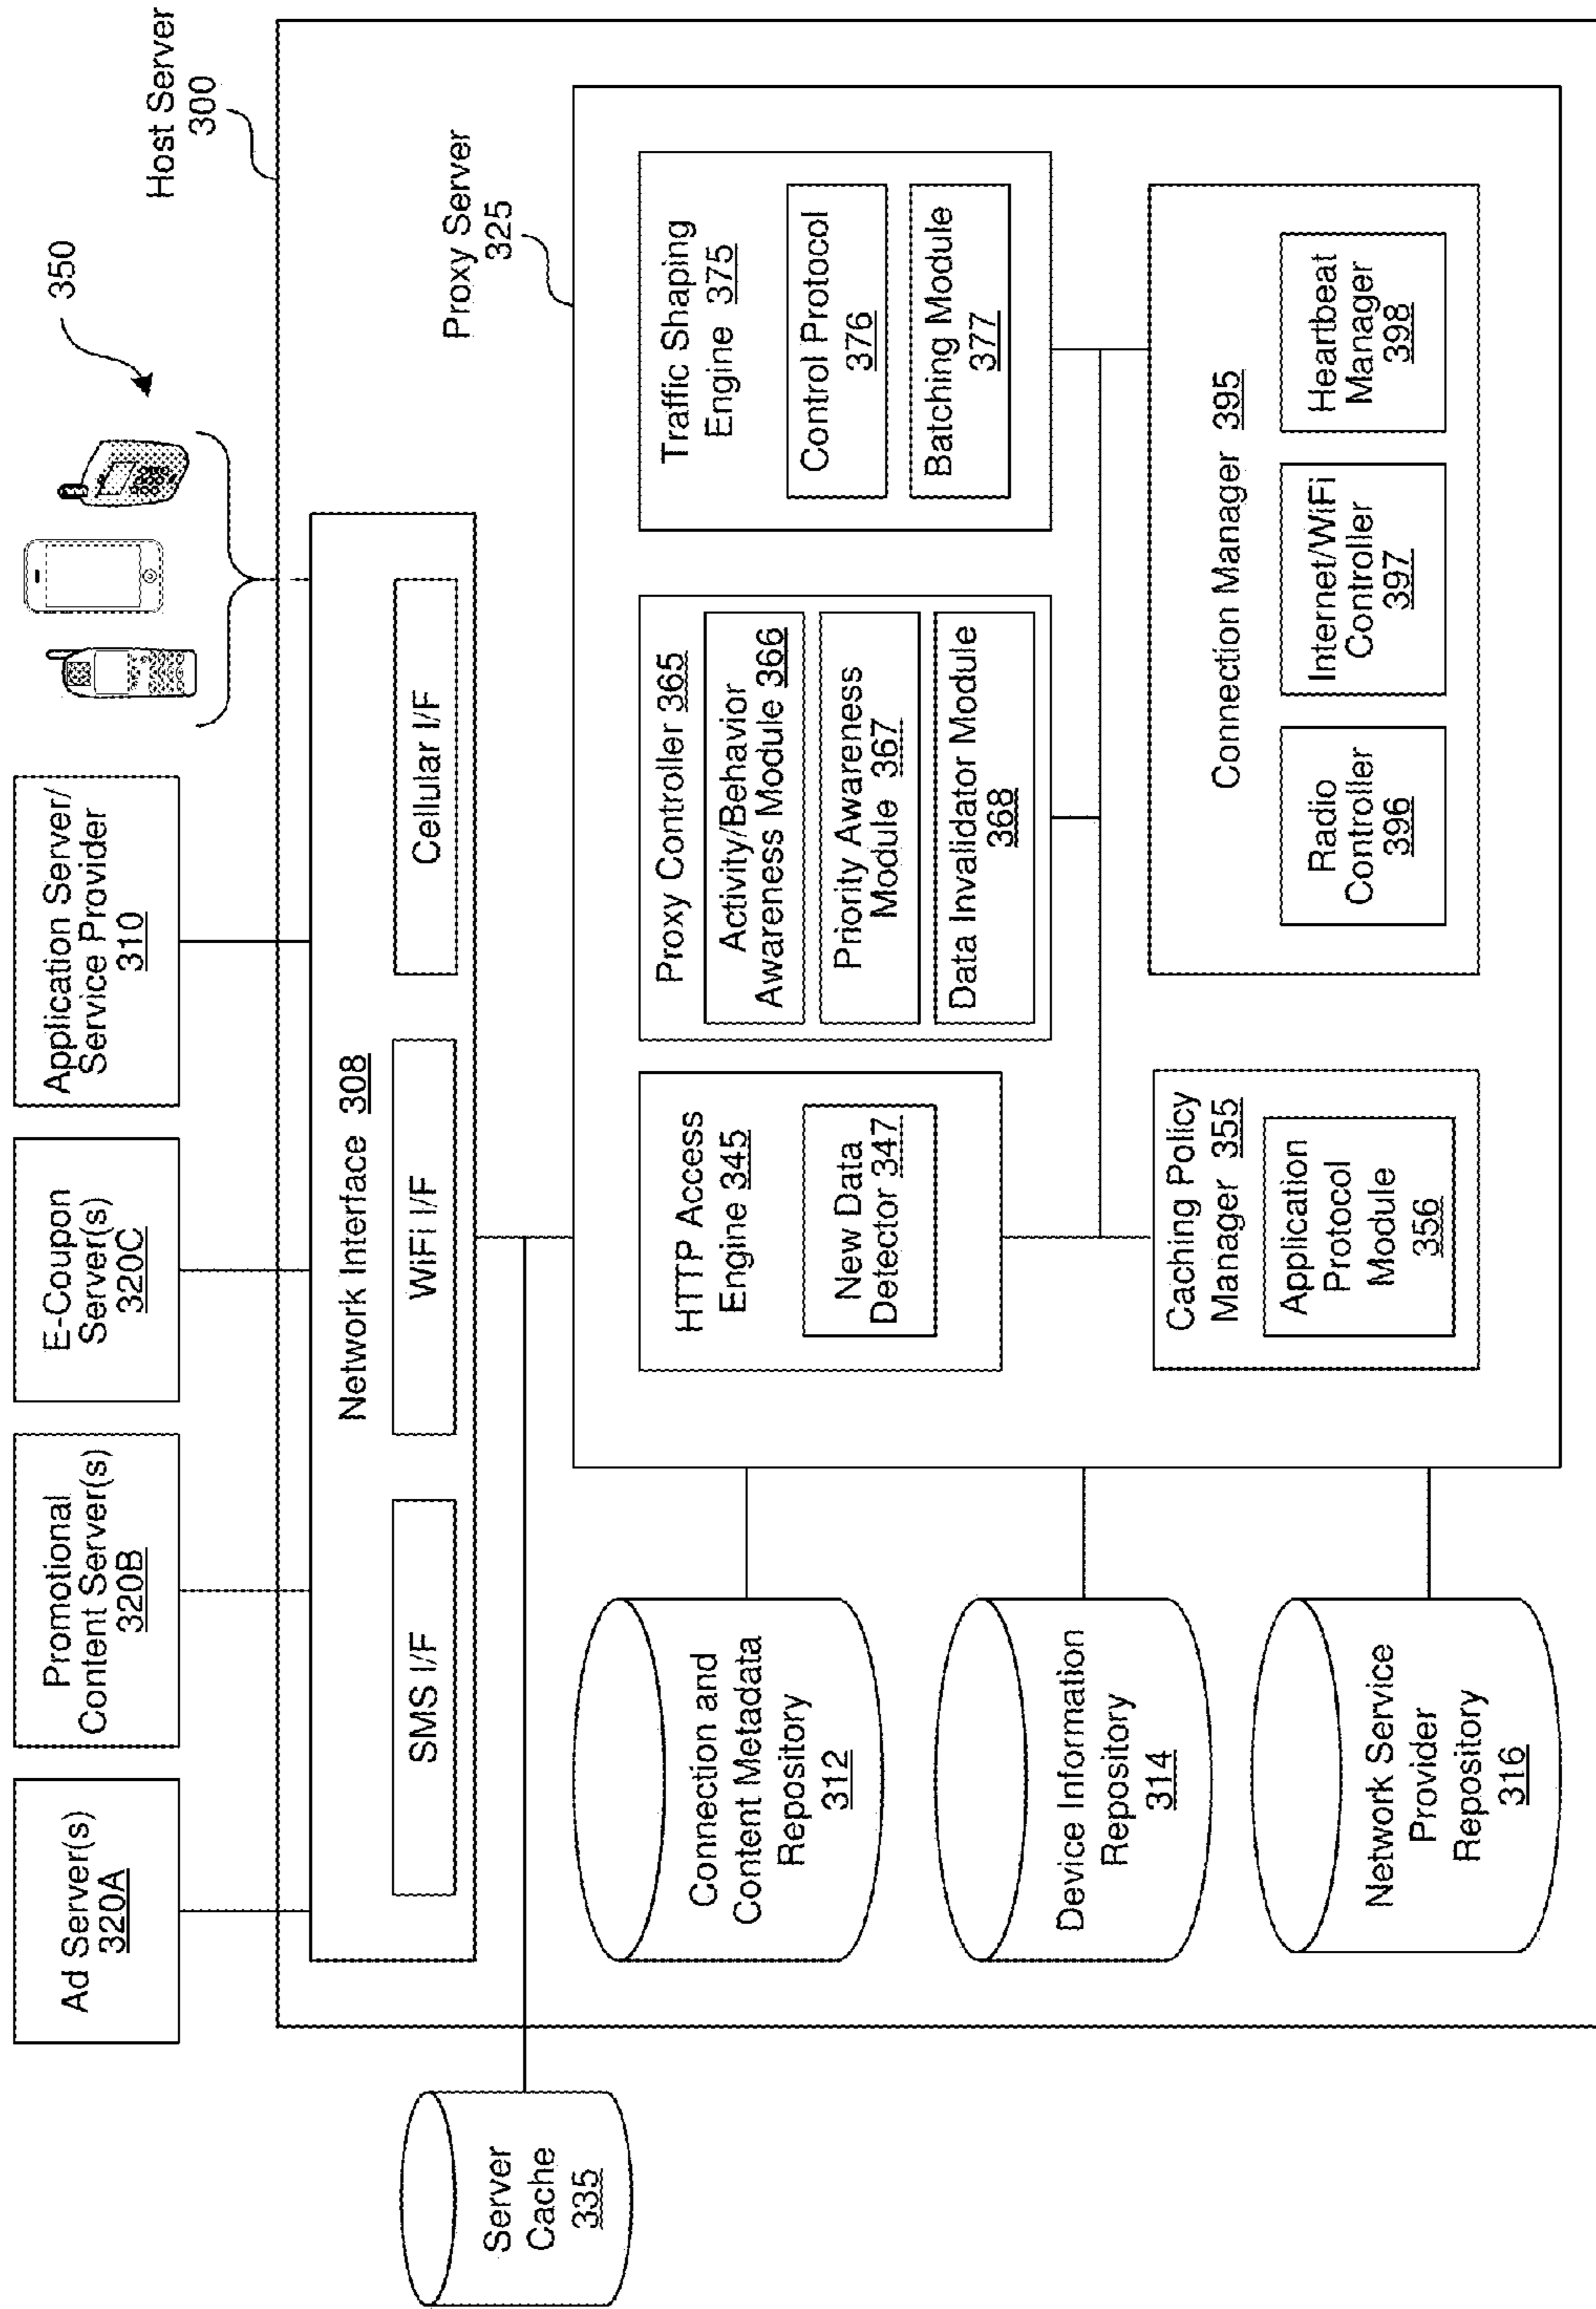 Ad Server(s)
320A
Promotional
Content Server(s)
320B
E-Coupon
Server(s)
320C
Application Server/
Service Provider
310
350
Host Server
300
Network Interface 308
SMS I/F
WiFi I/F
Cellular I/F
Server
Cache
335
Proxy Server
325
Connection and
Content Metadata
Repository
312
Device Information
Repository
314
Network Service
Provider
Repository
316
HTTP Access
Engine 345
New Data
Detector 347
Proxy Controller 365
Activity/Behavior
Awareness Module 366
Priority Awareness
Module 367
Data Invalidator Module
368
Traffic Shaping
Engine 375
Control Protocol
376
Batching Module
377
Caching Policy
Manager 355
Application
Protocol
Module
356
Connection Manager 395
Radio
Controller
396
Internet/WiFi
Controller
397
Heartbeat
Manager
398